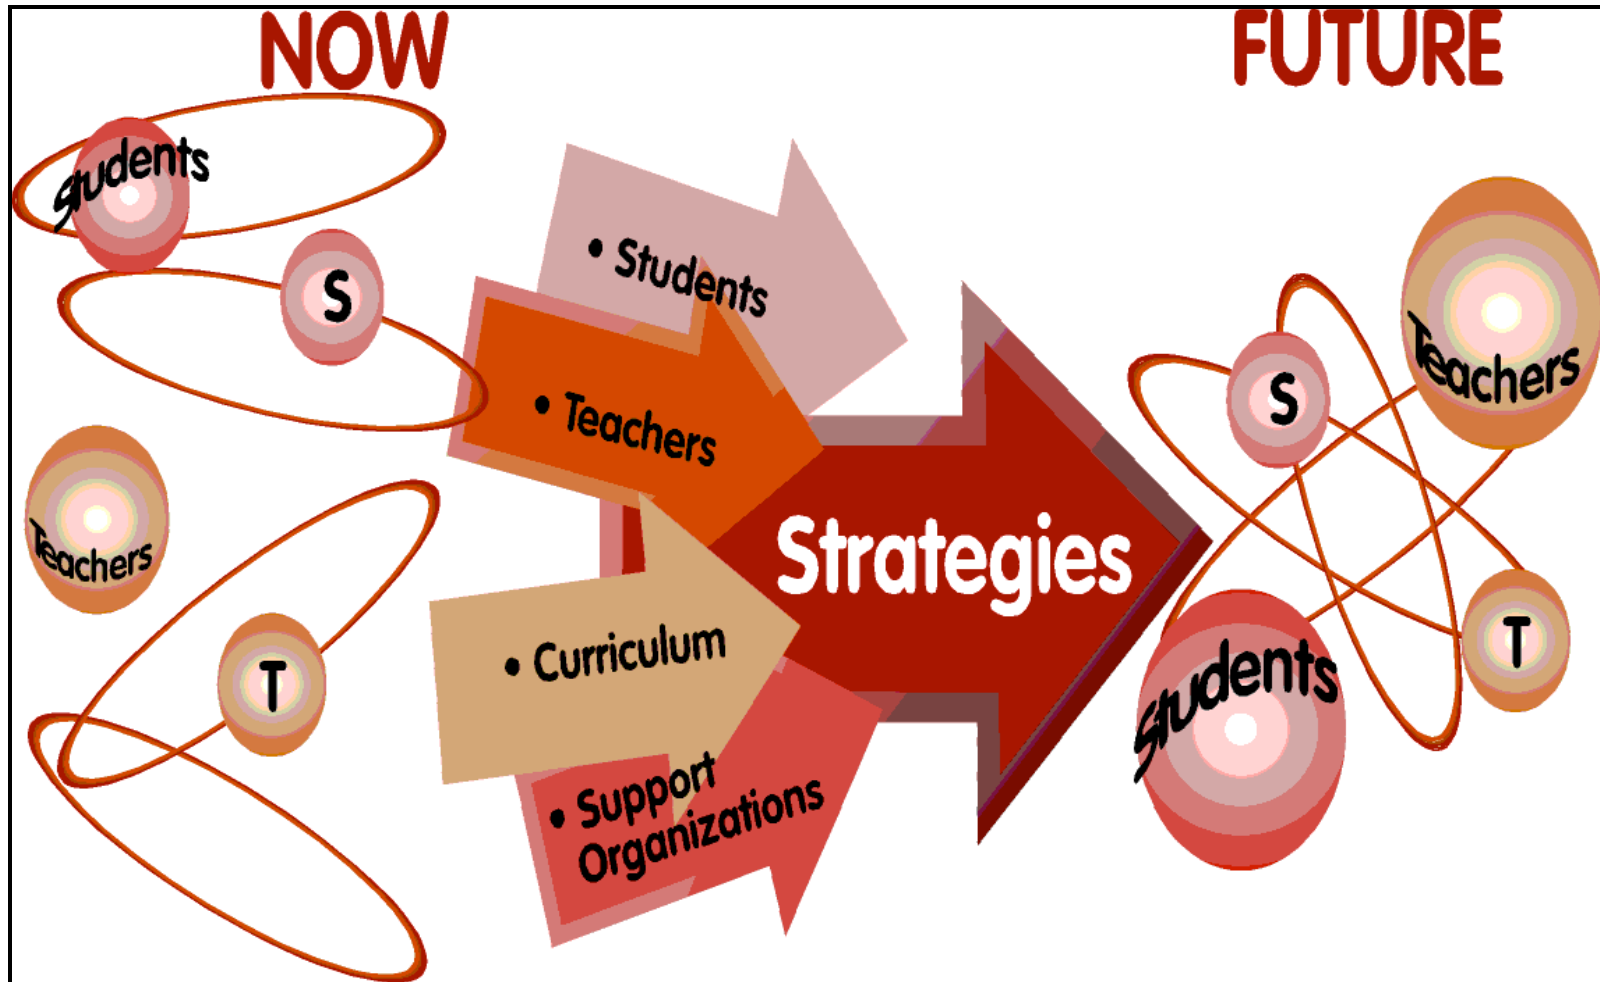 NOW
FUTURE
Students
S
Teachers
T
• Students
• Teachers
• Curriculum
• Support
Organizations
Strategies
Teachers
S
T
Students